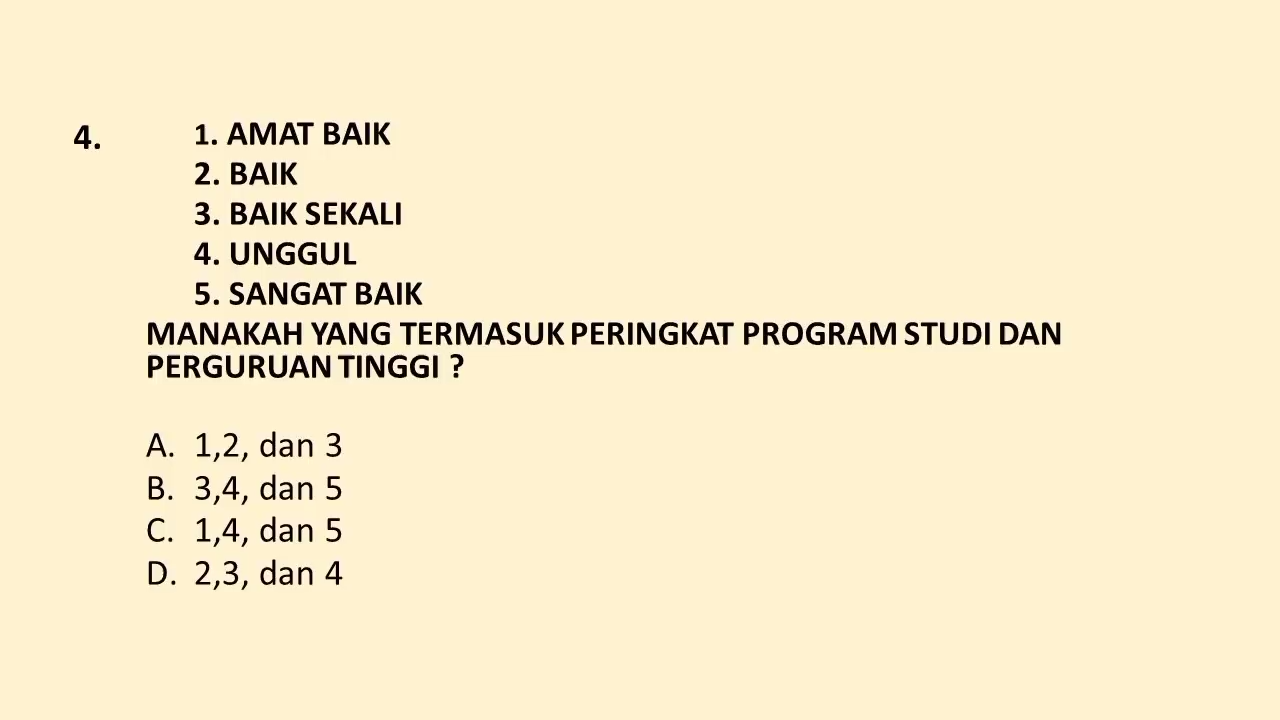 4. 1. AMAT BAIK
2. BAIK
3. BAIK SEKALI
4. UNGGUL
5. SANGAT BAIK
MANAKAH YANG TERMASUK PERINGKAT PROGRAM STUDI DAN
PERGURUAN TINGGI ?
A. 1,2, dan 3
B. 3,4, dan 5
C. 1,4, dan 5
D. 2,3, dan 4